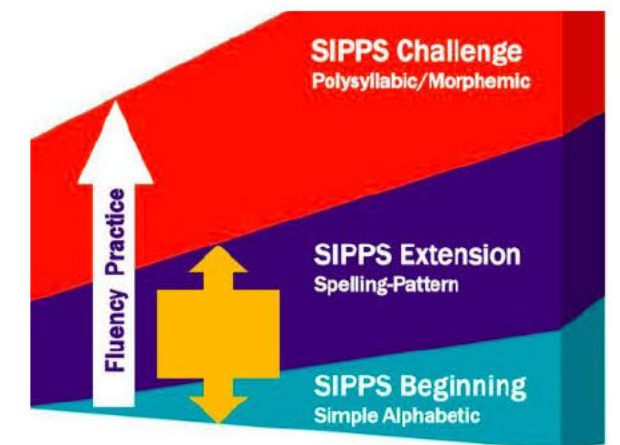 SIPPS Challenge
Polysyllabic/Morphemic
SIPPS Extension
Spelling-Pattern
SIPPS Beginning
Simple Alphabetic
Fluency Practice